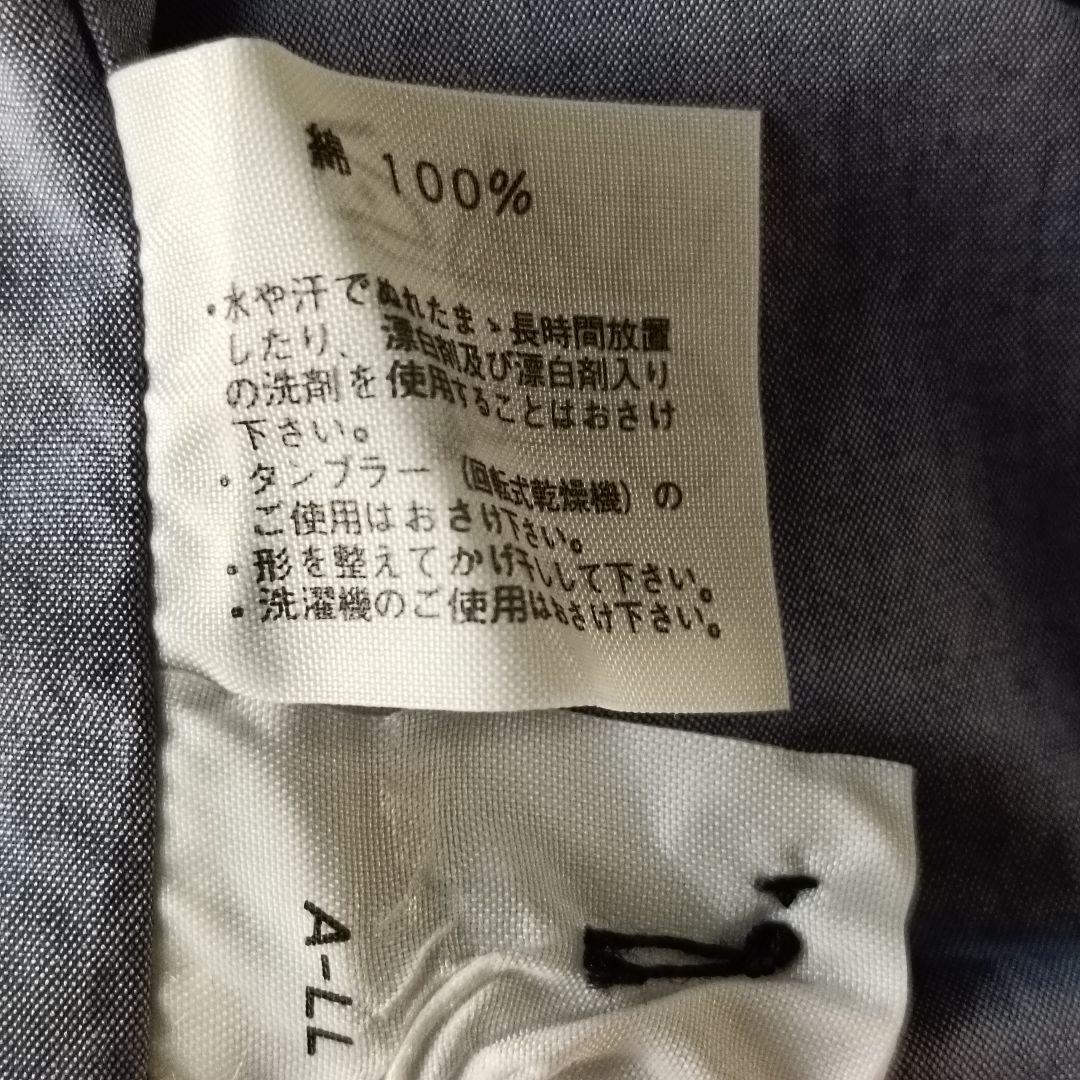 綿 100%
・水や汗でぬれたまゝ長時間放置
したり、漂白剤及び漂白剤入り
の洗剤を使用することはおさけ
下さい。
・タンブラー（回転式乾燥機）の
ご使用はおさけ下さい。
・形を整えてかげ干しして下さい。
・洗濯機のご使用はおさけ下さい。
A-LL